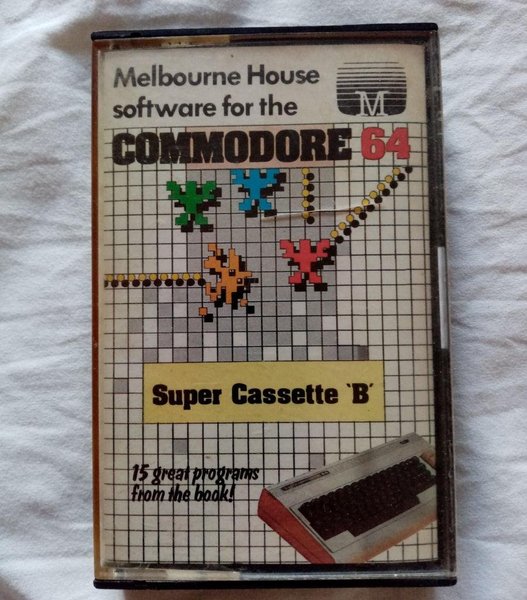 Melbourne House
software for the
M
COMMODORE 64
Super Cassette 'B'
15 great programs
from the book!